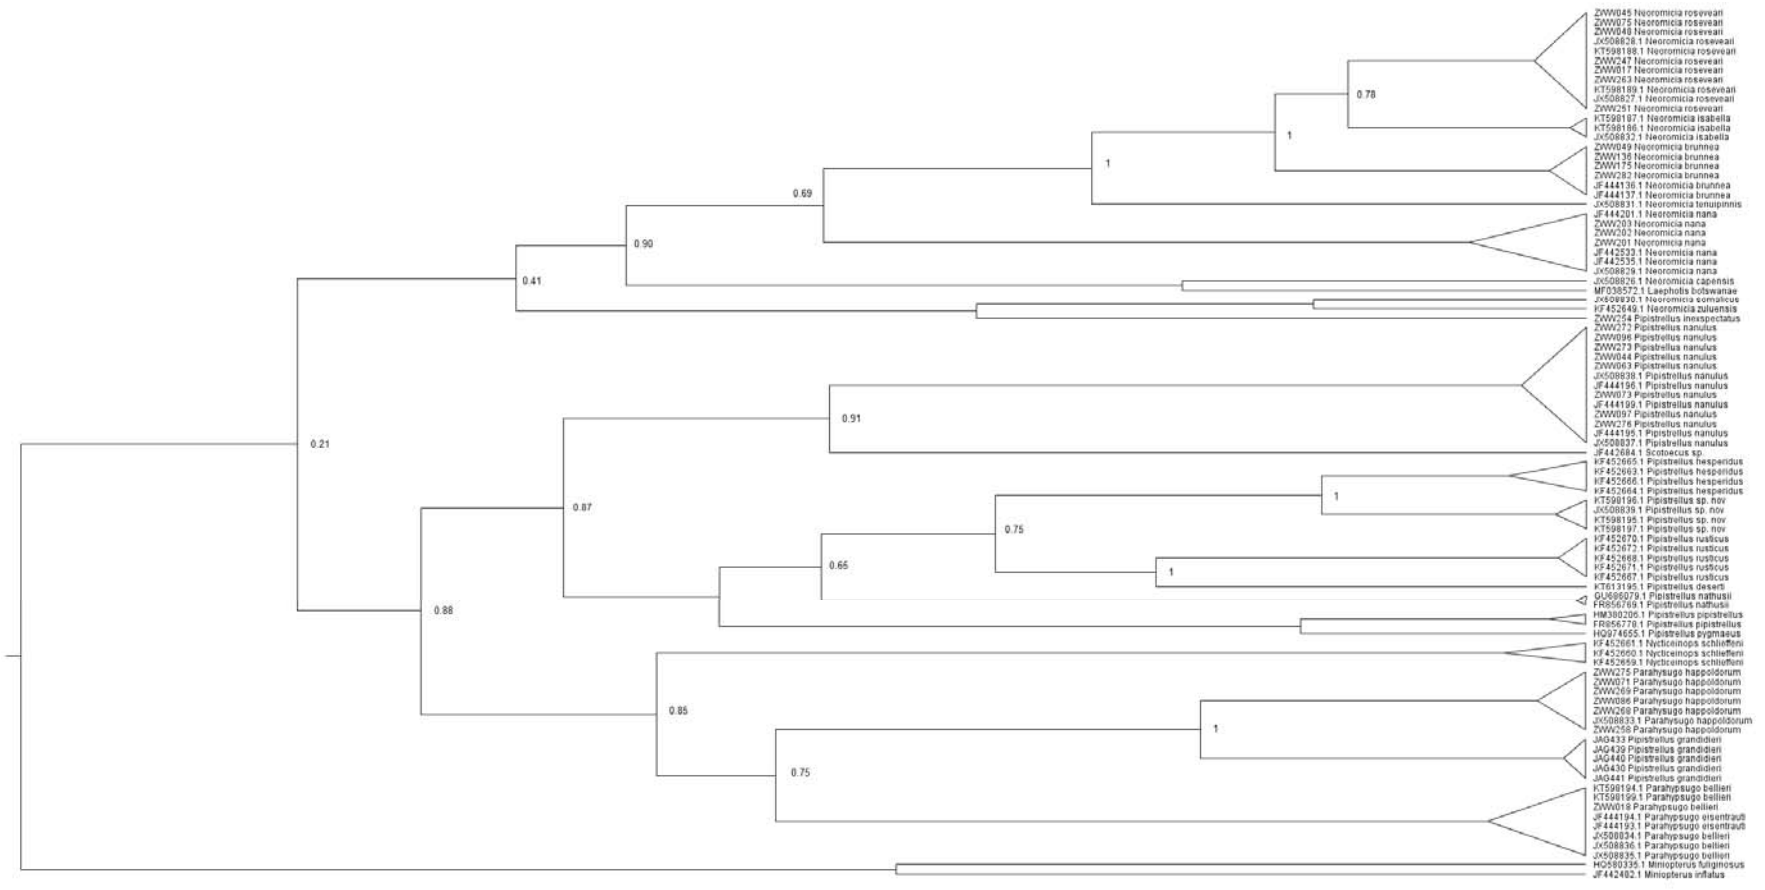 ZWW045 Neoromicia roseveari
ZWW075 Neoromicia roseveari
ZWW048 Neoromicia roseveari
JX508828.1 Neoromicia roseveari
KT598188.1 Neoromicia roseveari
ZWW247 Neoromicia roseveari
ZWW017 Neoromicia roseveari
ZWW263 Neoromicia roseveari
KT598189.1 Neoromicia roseveari
JX508827.1 Neoromicia roseveari
ZWW251 Neoromicia roseveari
0.78
KT598187.1 Neoromicia isabella
KT598186.1 Neoromicia isabella
JX508832.1 Neoromicia isabella
1
ZWW049 Neoromicia brunnea
ZWW136 Neoromicia brunnea
ZWW175 Neoromicia brunnea
ZWW282 Neoromicia brunnea
JF444136.1 Neoromicia brunnea
JF444137.1 Neoromicia brunnea
1
JX508831.1 Neoromicia tenuipinnis
0.69
JF444201.1 Neoromicia nana
ZWW203 Neoromicia nana
ZWW202 Neoromicia nana
ZWW201 Neoromicia nana
JF442533.1 Neoromicia nana
JF442535.1 Neoromicia nana
JX508829.1 Neoromicia nana
0.90
JX508826.1 Neoromicia capensis
MF038572.1 Laephotis botswanae
0.41
JX508830.1 Neoromicia somalicus
KF452649.1 Neoromicia zuluensis
ZWW254 Pipistrellus inexspectatus
ZWW272 Pipistrellus nanulus
ZWW096 Pipistrellus nanulus
ZWW273 Pipistrellus nanulus
ZWW044 Pipistrellus nanulus
ZWW063 Pipistrellus nanulus
JX508838.1 Pipistrellus nanulus
JF444196.1 Pipistrellus nanulus
ZWW073 Pipistrellus nanulus
JF444199.1 Pipistrellus nanulus
ZWW097 Pipistrellus nanulus
ZWW276 Pipistrellus nanulus
JF444195.1 Pipistrellus nanulus
JX508837.1 Pipistrellus nanulus
0.91
JF442684.1 Scotoecus sp.
0.21
KF452665.1 Pipistrellus hesperidus
KF452663.1 Pipistrellus hesperidus
KF452666.1 Pipistrellus hesperidus
KF452664.1 Pipistrellus hesperidus
1
KT598196.1 Pipistrellus sp. nov
JX508839.1 Pipistrellus sp. nov
KT598195.1 Pipistrellus sp. nov
KT598197.1 Pipistrellus sp. nov
0.87
0.75
KF452670.1 Pipistrellus rusticus
KF452672.1 Pipistrellus rusticus
KF452668.1 Pipistrellus rusticus
KF452671.1 Pipistrellus rusticus
KF452667.1 Pipistrellus rusticus
1
KT613195.1 Pipistrellus deserti
0.65
GU686079.1 Pipistrellus nathusii
FR856769.1 Pipistrellus nathusii
HM380206.1 Pipistrellus pipistrellus
FR856778.1 Pipistrellus pipistrellus
HQ974655.1 Pipistrellus pygmaeus
0.88
KF452661.1 Nycticeinops schlieffeni
KF452660.1 Nycticeinops schlieffeni
KF452659.1 Nycticeinops schlieffeni
0.85
ZWW275 Parahysugo happoldorum
ZWW071 Parahysugo happoldorum
ZWW269 Parahysugo happoldorum
ZWW086 Parahysugo happoldorum
ZWW268 Parahysugo happoldorum
JX508833.1 Parahysugo happoldorum
ZWW258 Parahysugo happoldorum
1
JAG433 Pipistrellus grandidieri
JAG439 Pipistrellus grandidieri
JAG440 Pipistrellus grandidieri
JAG430 Pipistrellus grandidieri
JAG441 Pipistrellus grandidieri
0.75
KT598194.1 Parahypsugo bellieri
KT598199.1 Parahypsugo bellieri
ZWW018 Parahypsugo bellieri
JF444194.1 Parahypsugo eisentrauti
JF444193.1 Parahypsugo eisentrauti
JX508834.1 Parahypsugo bellieri
JX508836.1 Parahypsugo bellieri
JX508835.1 Parahypsugo bellieri
HQ580335.1 Miniopterus fuliginosus
JF442402.1 Miniopterus inflatus